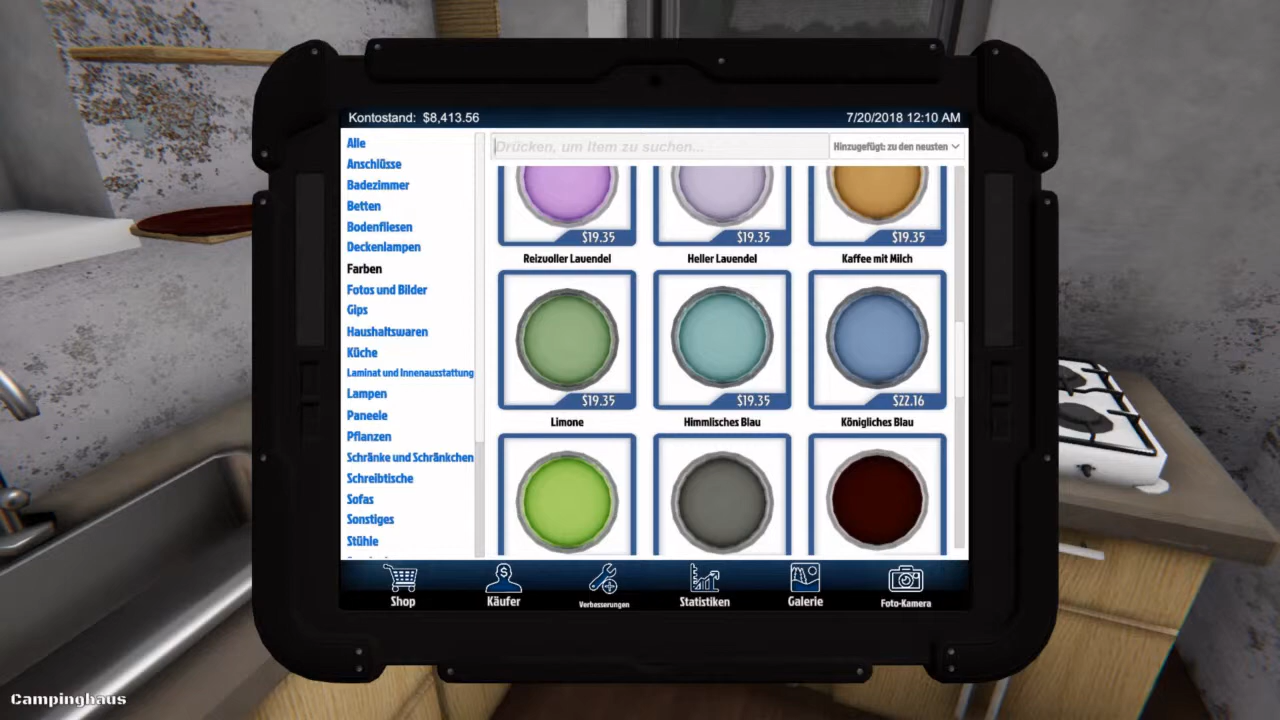 Kontostand: $8,413.56
7/20/2018 12:10 AM
Alle
Anschlüsse
Badezimmer
Betten
Bodenfliesen
Deckenlampen
Farben
Fotos und Bilder
Gips
Haushaltswaren
Küche
Laminat und Innenausstattung
Lampen
Paneele
Pflanzen
Schränke und Schränkchen
Schreibtische
Sofas
Sonstiges
Stühle
Drücken, um Item zu suchen...
Hinzugefügt: zu den neusten
$19.35 $19.35 $19.35
Reizvoller Lavendel Heller Lavendel Kaffee mit Milch
$19.35 $19.35 $22.16
Limone Himmlisches Blau Königliches Blau
Shop Käufer Verbesserungen Statistiken Galerie Foto-Kamera
Campinghaus